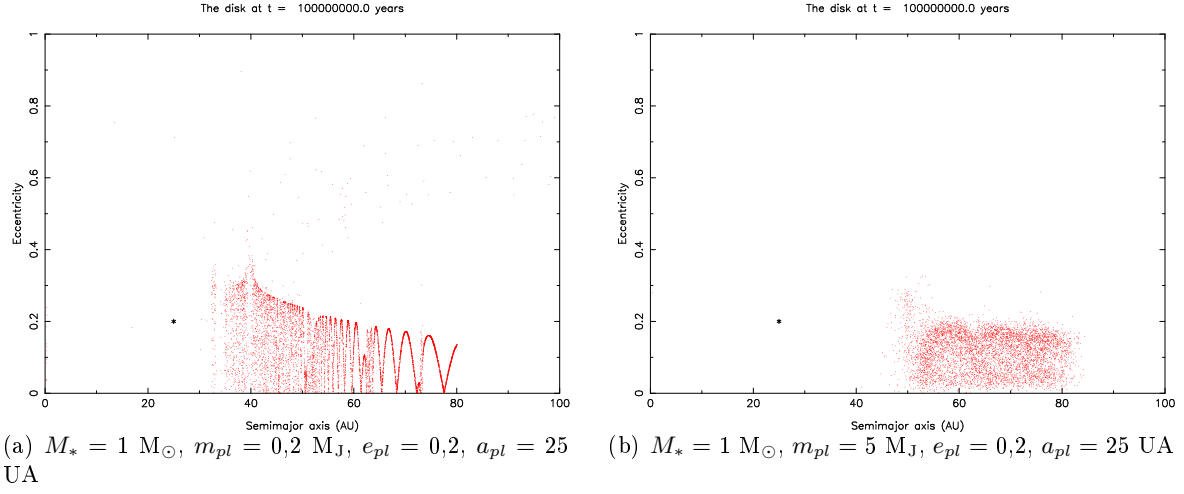 The disk at t = 100000000.0 years
Eccentricity
1
0.8
0.6
0.4
0.2
0
0 20 40 60 80 100
Semimajor axis (AU)
(a) M* = 1 M⊙, mpl = 0,2 MJ, epl = 0,2, apl = 25
UA
The disk at t = 100000000.0 years
Eccentricity
1
0.8
0.6
0.4
0.2
0
0 20 40 60 80 100
Semimajor axis (AU)
(b) M* = 1 M⊙, mpl = 5 MJ, epl = 0,2, apl = 25 UA